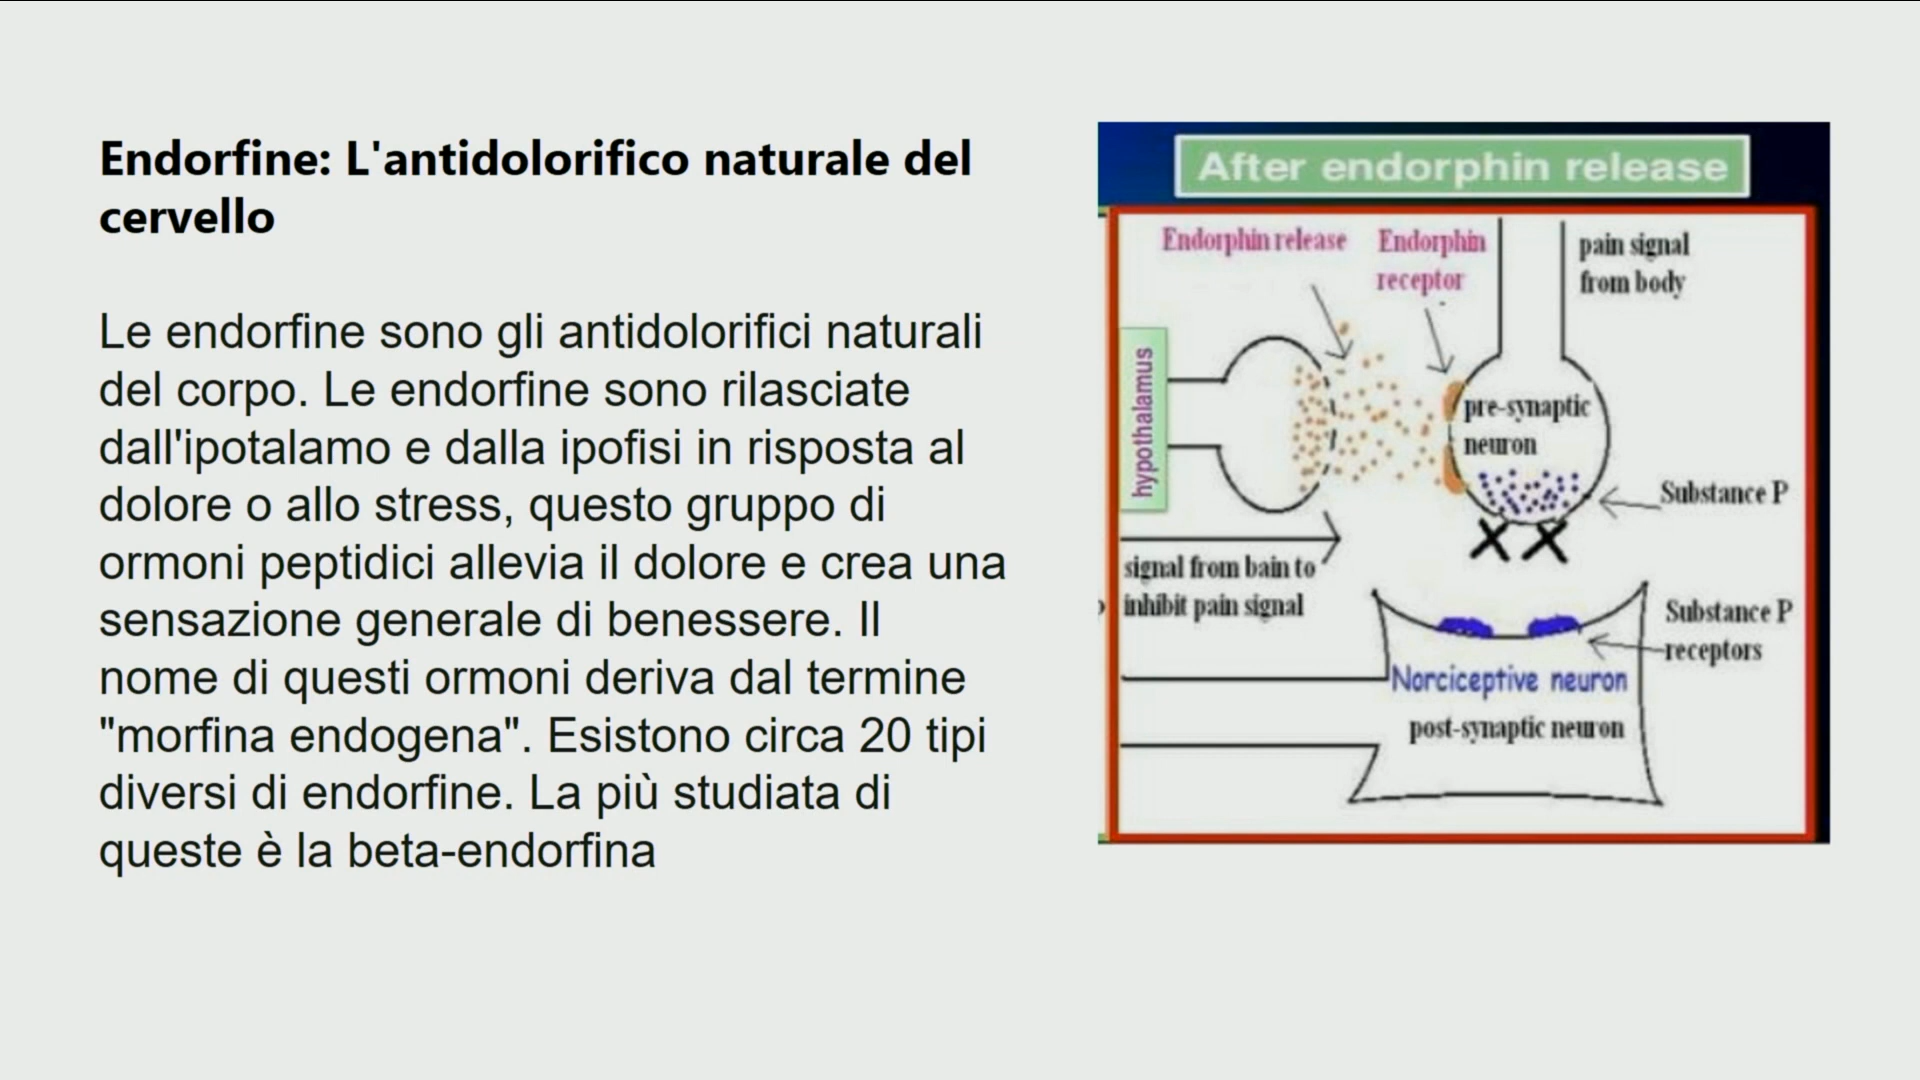 Endorfine: L'antidolorifico naturale del
cervello
Le endorfine sono gli antidolorifici naturali
del corpo. Le endorfine sono rilasciate
dall'ipotalamo e dalla ipofisi in risposta al
dolore o allo stress, questo gruppo di
ormoni peptidici allevia il dolore e crea una
sensazione generale di benessere. Il
nome di questi ormoni deriva dal termine
"morfina endogena". Esistono circa 20 tipi
diversi di endorfine. La più studiata di
queste è la beta-endorfina
After endorphin release
Endorphin release
Endorphin
receptor
pain signal
from body
hypothalamus
pre-synaptic
neuron
Substance P
signal from bain to
inhibit pain signal
Substance P
receptors
Norciceptive neuron
post-synaptic neuron